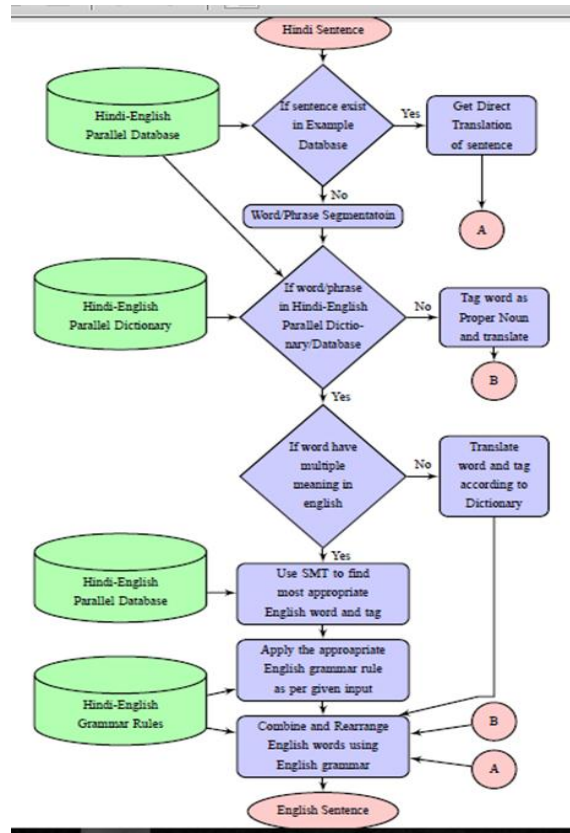 Hindi Sentence
Hindi-English
Parallel Database
If sentence exist
in Example
Database
Yes
Get Direct
Translation
of sentence
A
No
Word/Phrase Segmentatoin
Hindi-English
Parallel Dictionary
If word/phrase
in Hindi-English
Parallel Dictio-
nary/Database
No
Tag word as
Proper Noun
and translate
B
Yes
If word have
multiple
meaning in
english
No
Translate
word and tag
according to
Dictionary
Yes
Hindi-English
Parallel Database
Use SMT to find
most appropriate
English word and tag
Apply the approapriate
English grammar rule
as per given input
Hindi-English
Grammar Rules
Combine and Rearrange
English words using
English grammar
B
A
English Sentence